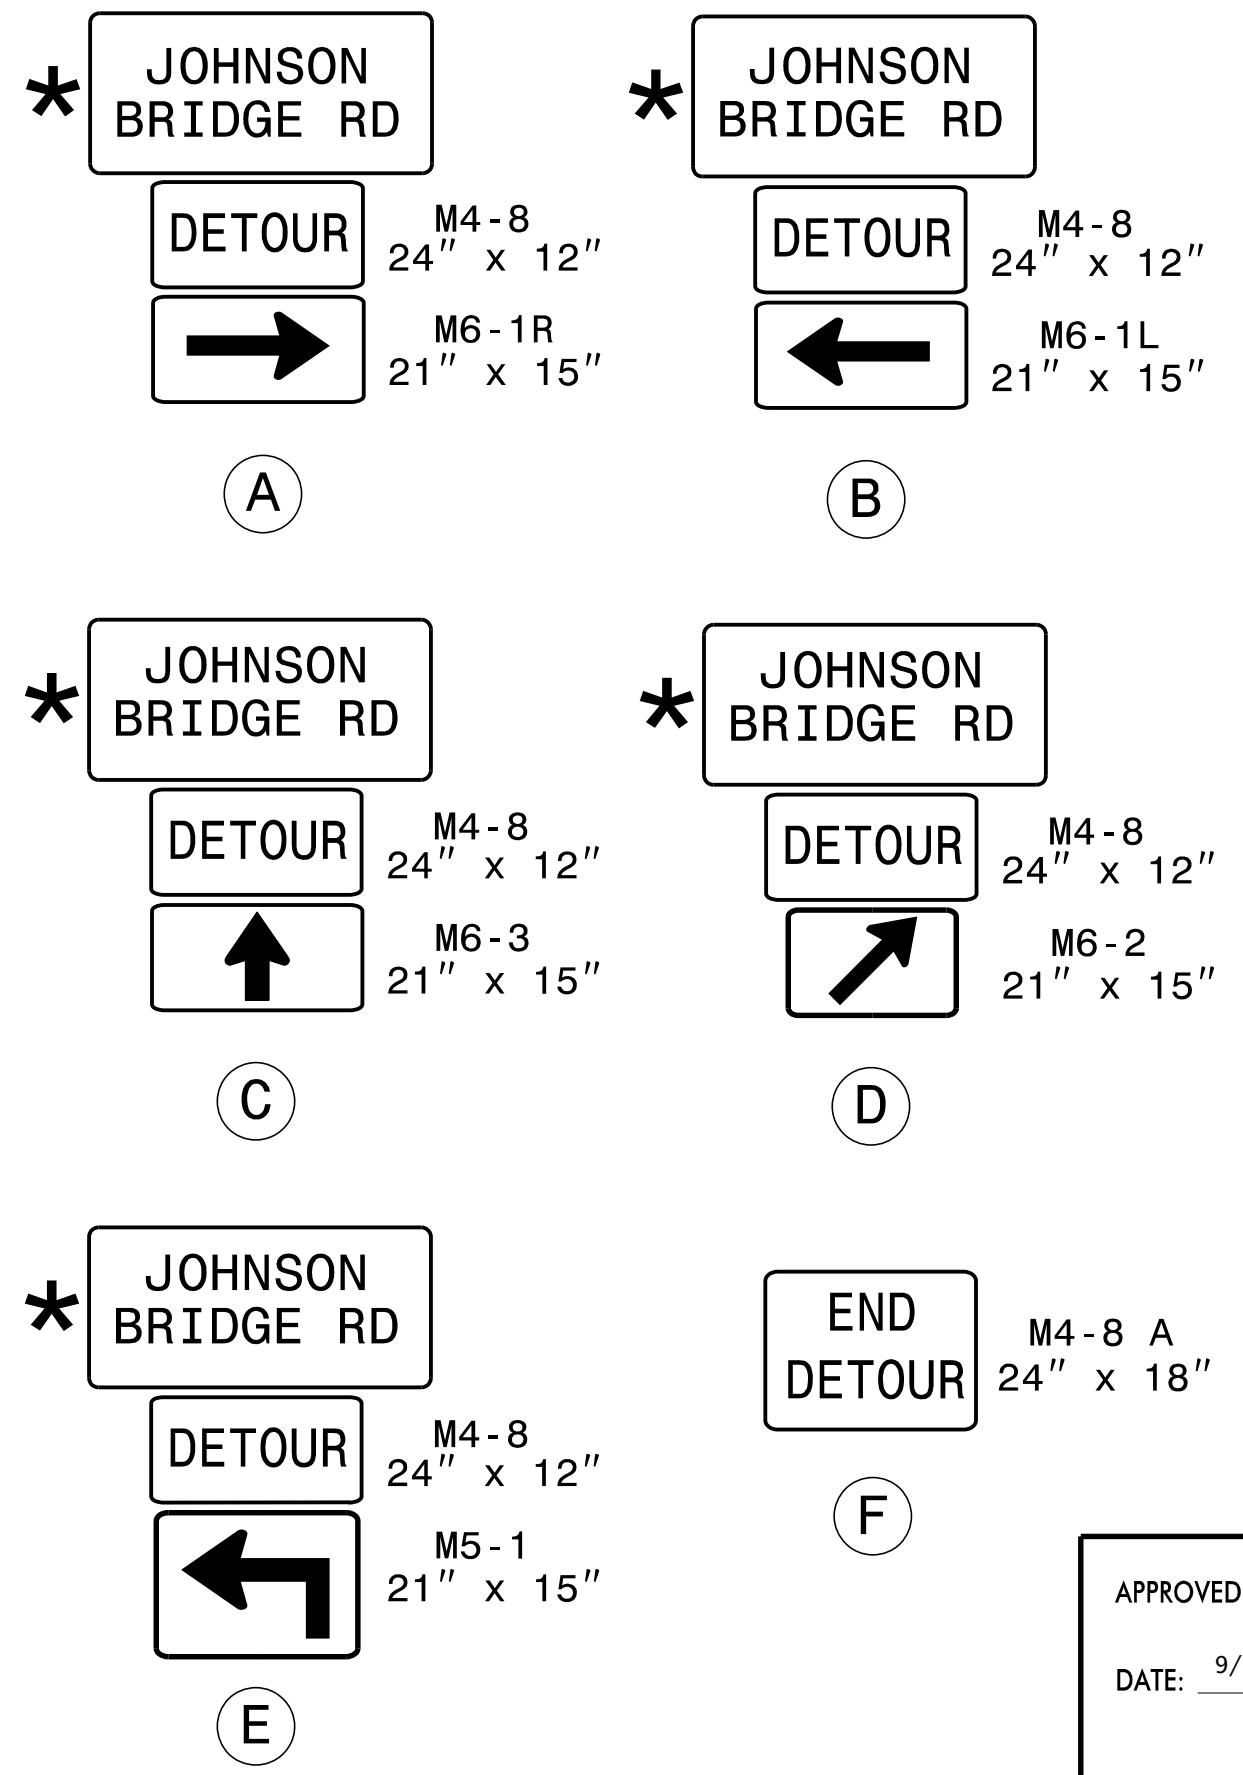 *
JOHNSON
BRIDGE RD
DETOUR
M4-8
24" x 12"
M6-1R
21" x 15"
A
*
JOHNSON
BRIDGE RD
DETOUR
M4-8
24" x 12"
M6-1L
21" x 15"
B
*
JOHNSON
BRIDGE RD
DETOUR
M4-8
24" x 12"
M6-3
21" x 15"
C
*
JOHNSON
BRIDGE RD
DETOUR
M4-8
24" x 12"
M6-2
21" x 15"
D
*
JOHNSON
BRIDGE RD
DETOUR
M4-8
24" x 12"
M5-1
21" x 15"
E
END
DETOUR
M4-8 A
24" x 18"
F
APPROVED
DATE: 9/